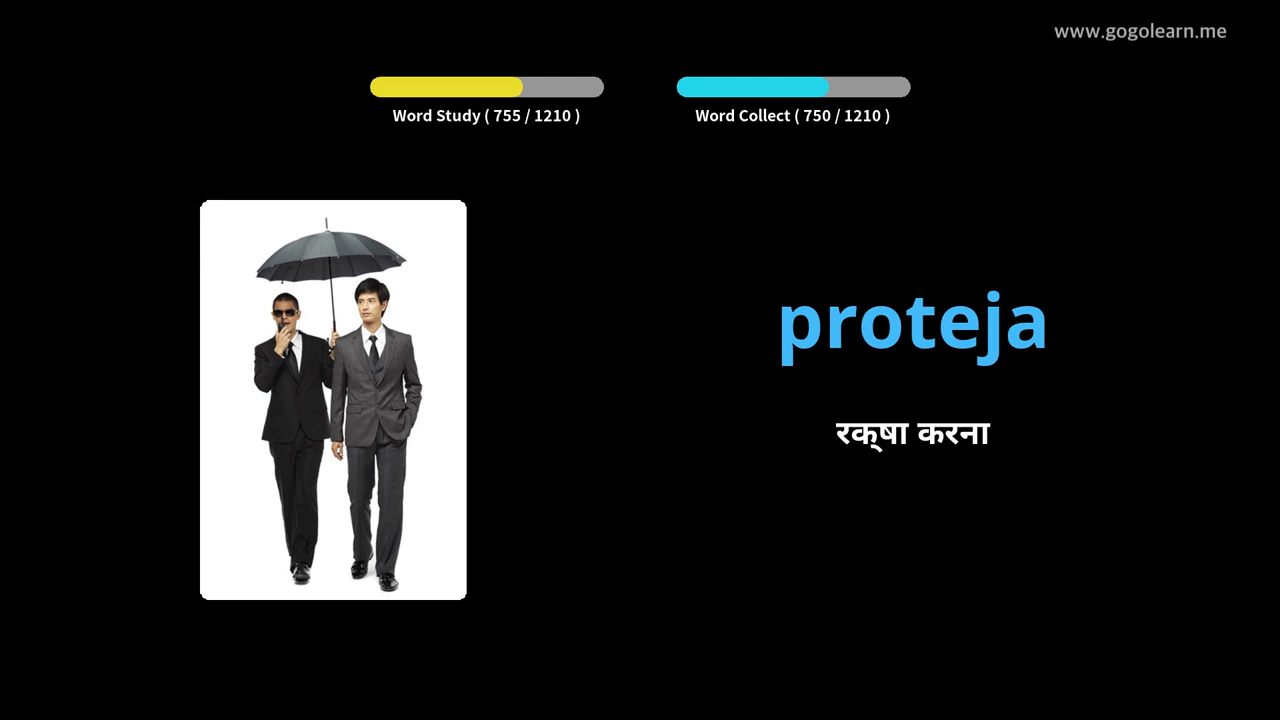 www.gogolearn.me
Word Study ( 755 / 1210 )
Word Collect ( 750 / 1210 )
proteja
रक्षा करना